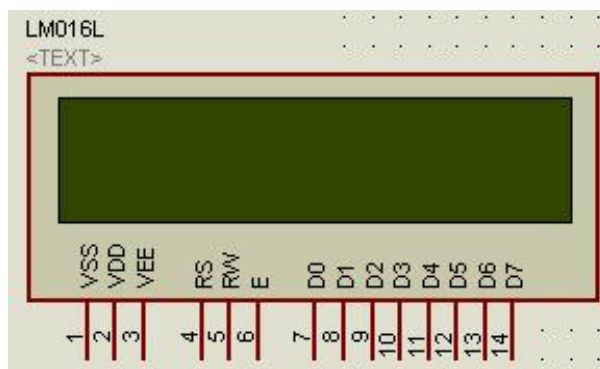 LM016L
<TEXT>
VSS VDD VEE RS RW E D0 D1 D2 D3 D4 D5 D6 D7
1 2 3 4 5 6 7 8 9 10 11 12 13 14